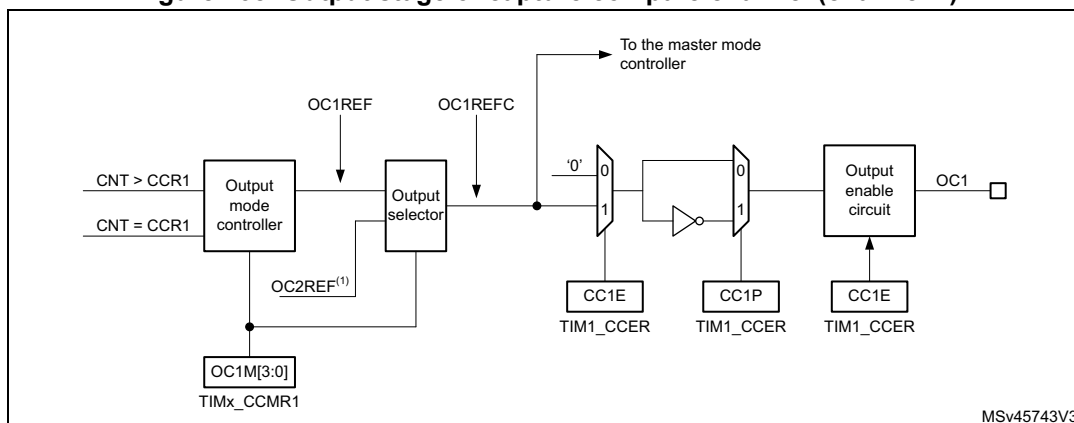 To the master mode
controller
OC1REF
OC1REFC
CNT > CCR1
CNT = CCR1
Output
mode
controller
Output
selector
OC2REF(1)
'0'
0
1
0
1
Output
enable
circuit
OC1
CC1E
CC1P
CC1E
TIM1_CCER
TIM1_CCER
TIM1_CCER
OC1M[3:0]
TIMx_CCMR1
MSv45743V3